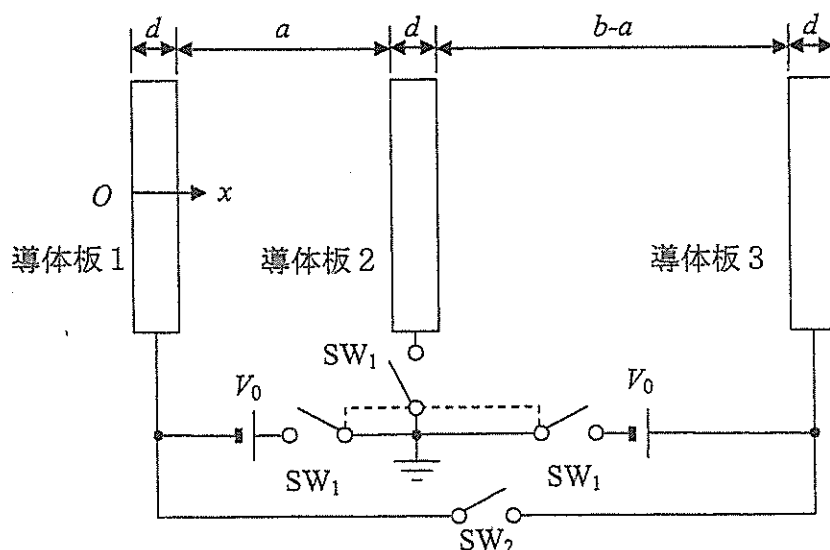 d a d b-a d
O x
導体板1 導体板2 導体板3
SW₁
V₀ V₀
SW₁ SW₁
SW₂